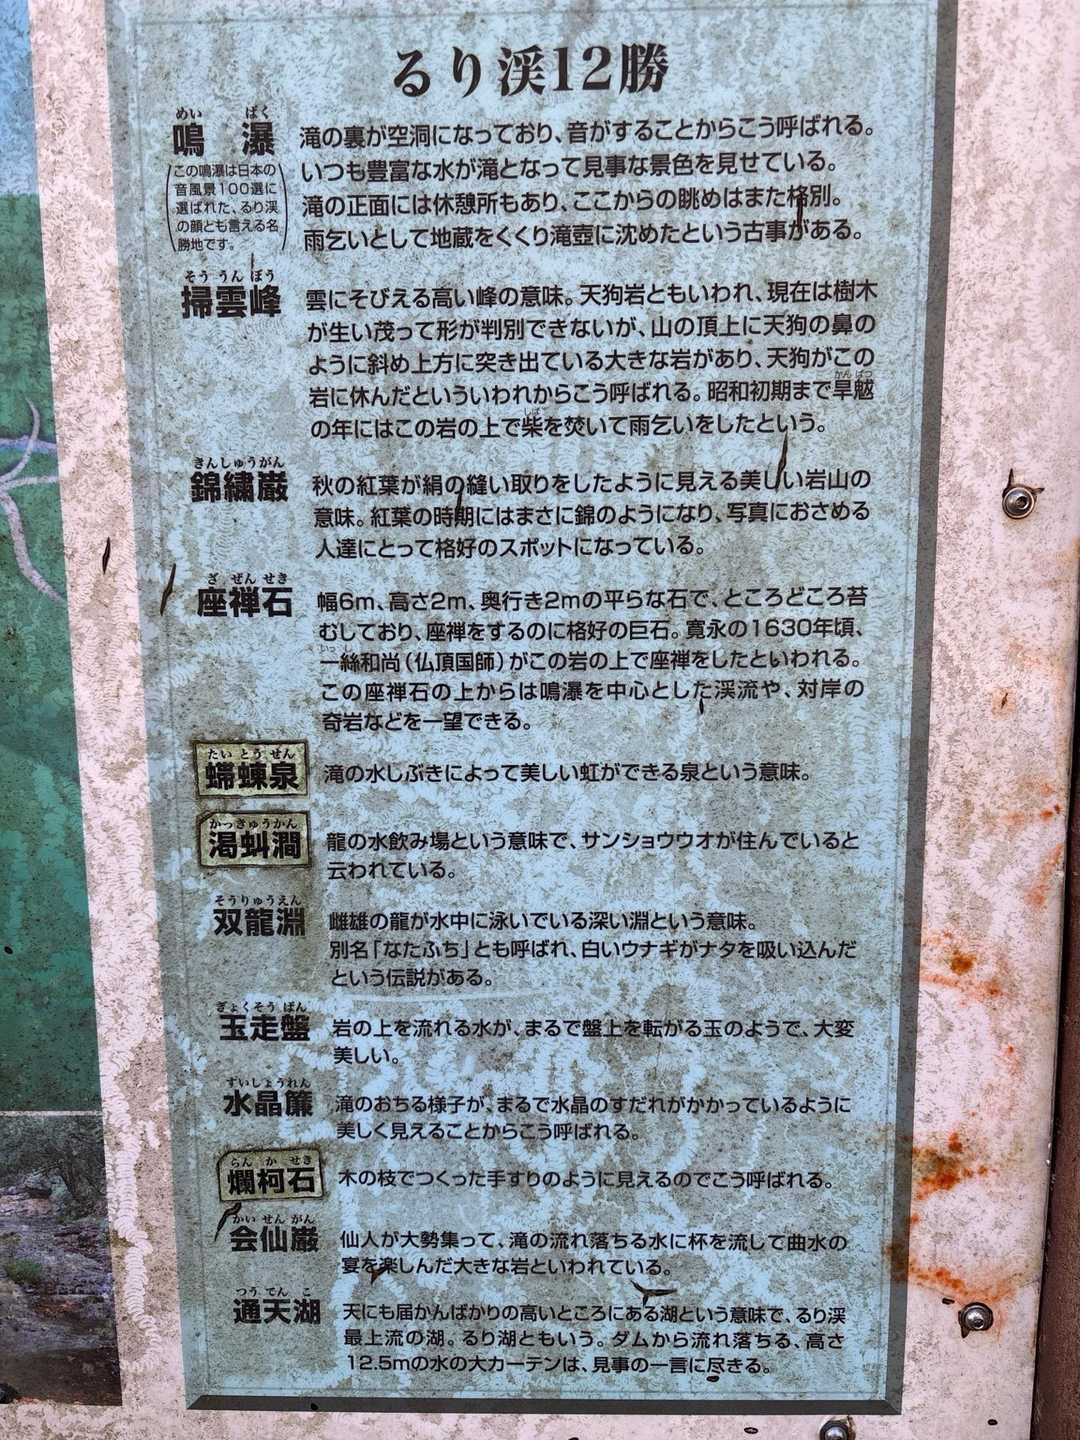 るり渓12勝
めい ばく
鳴 瀑
この鳴瀑は日本の
音風景100選に
選ばれた、るり渓
の顔とも言える名
勝地です。
滝の裏が空洞になっており、音がすることからこう呼ばれる。
いつも豊富な水が滝となって見事な景色を見せている。
滝の正面には休憩所もあり、ここからの眺めはまた格別。
雨乞いとして地蔵をくくり滝壺に沈めたという古事がある。
そう うん ぽう
掃雲峰
雲にそびえる高い峰の意味。天狗岩ともいわれ、現在は樹木
が生い茂って形が判別できないが、山の頂上に天狗の鼻の
ように斜め上方に突き出ている大きな岩があり、天狗がこの
岩に休んだといういわれからこう呼ばれる。昭和初期まで旱魃
かんばつ
の年にはこの岩の上で柴を焚いて雨乞いをしたという。
しば
きんしゅうがん
錦繍巌
秋の紅葉が絹の縫い取りをしたように見える美しい岩山の
意味。紅葉の時期にはまさに錦のようになり、写真におさめる
人達にとって格好のスポットになっている。
ざ ぜん せき
座禅石
幅6m、高さ2m、奥行き2mの平らな石で、ところどころ苔
むしており、座禅をするのに格好の巨石。寛永の1630年頃、
いっし
一絲和尚(仏頂国師)がこの岩の上で座禅をしたといわれる。
この座禅石の上からは鳴瀑を中心とした渓流や、対岸の
奇岩などを一望できる。
たい とう せん
螮蝀泉
滝の水しぶきによって美しい虹ができる泉という意味。
かっきゅうかん
渇虯澗
龍の水飲み場という意味で、サンショウウオが住んでいると
云われている。
そうりゅうえん
双龍淵
雌雄の龍が水中に泳いでいる深い淵という意味。
別名「なたふち」とも呼ばれ、白いウナギがナタを吸い込んだ
という伝説がある。
ぎょくそう ばん
玉走盤
岩の上を流れる水が、まるで盤上を転がる玉のようで、大変
美しい。
すいしょうれん
水晶簾
滝のおちる様子が、まるで水晶のすだれがかかっているように
美しく見えることからこう呼ばれる。
らん か せき
爛柯石
木の枝でつくった手すりのように見えるのでこう呼ばれる。
かい せん がん
会仙巌
仙人が大勢集って、滝の流れ落ちる水に杯を流して曲水の
宴を楽しんだ大きな岩といわれている。
つう てん こ
通天湖
天にも届かんばかりの高いところにある湖という意味で、るり渓
最上流の湖。るり湖ともいう。ダムから流れ落ちる、高さ
12.5mの水の大カーテンは、見事の一言に尽きる。